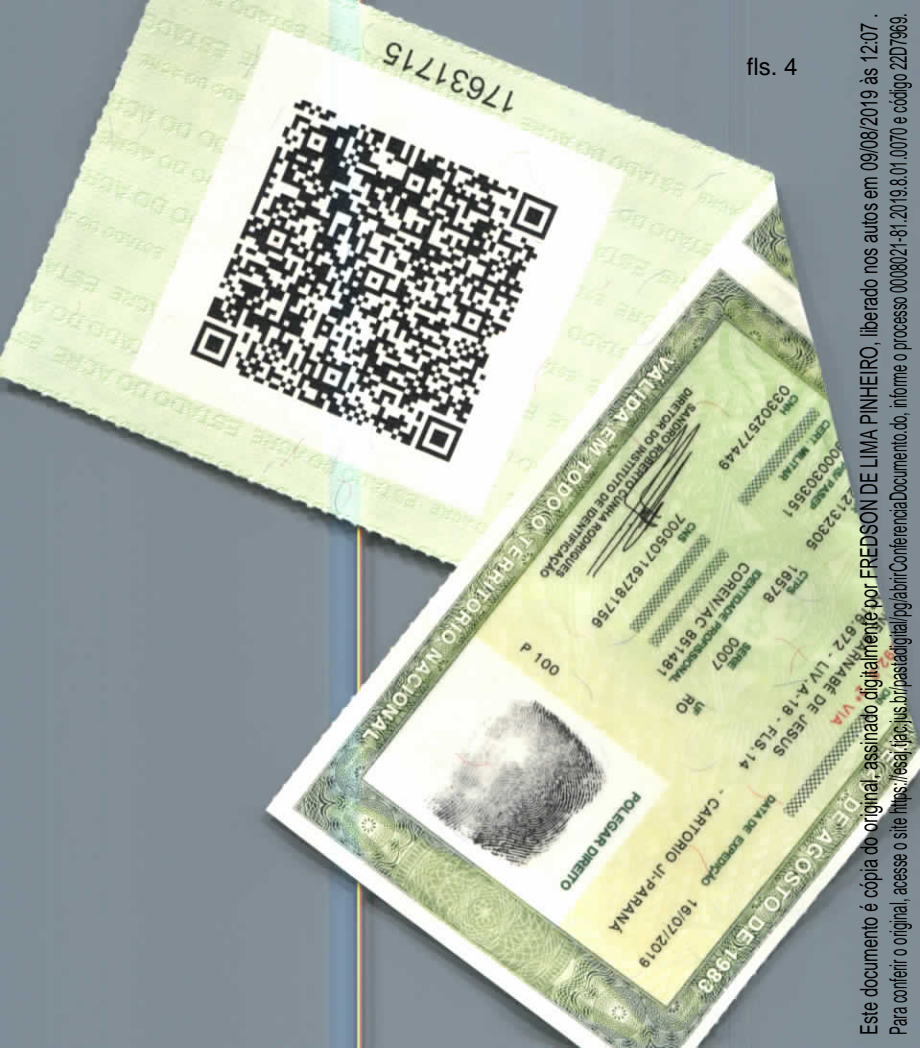 fls. 4
17631715
VÁLIDA EM TODO O TERRITÓRIO NACIONAL
SANDRO ROBERTO CUNHA RODRIGUES
DIRETOR DO INSTITUTO DE IDENTIFICAÇÃO
CNH
03302577449
CERT. MILITAR
CNS
700507162781756
IDENTIDADE PROFISSIONAL
COREN/AC 85148
CTPS
16578
SÉRIE
0007
UF
RO
P 100
POLEGAR DIREITO
DE JESUS
LIV.A-18 - FLS.14
- CARTORIO JI-PARANA
VIA
DATA DE EXPEDIÇÃO
16/07/2019
DE AGOSTO DE 1983
Este documento é cópia do original, assinado digitalmente por FREDSON DE LIMA PINHEIRO, liberado nos autos em 09/08/2019 às 12:07 .
Para conferir o original, acesse o site https://esaj.tjac.jus.br/pastadigital/pg/abrirConferenciaDocumento.do, informe o processo 0008021-81.2019.8.01.0070 e código 22D7969.